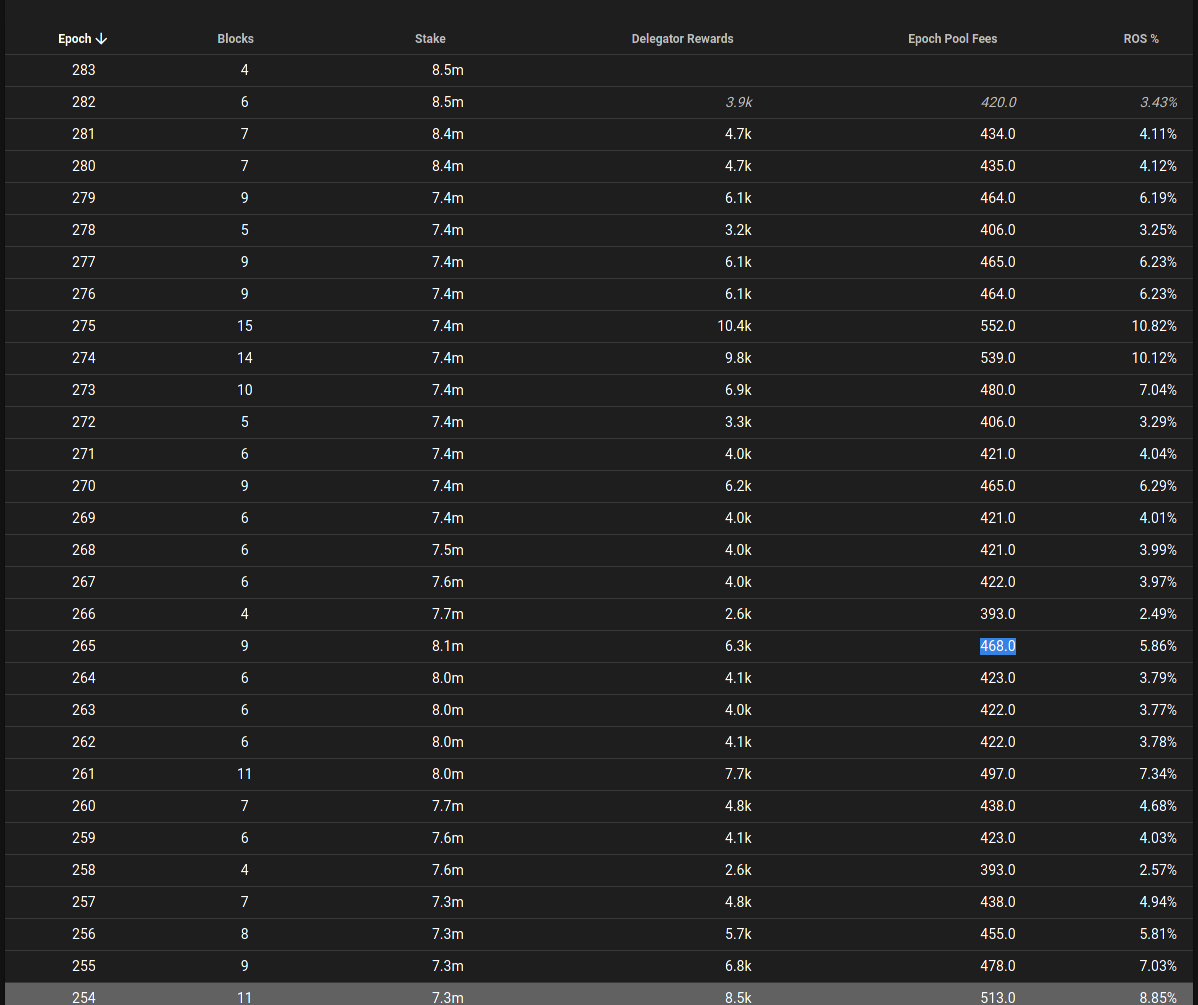 Epoch ↓ Blocks Stake Delegator Rewards Epoch Pool Fees ROS %
283 4 8.5m
282 6 8.5m 3.9k 420.0 3.43%
281 7 8.4m 4.7k 434.0 4.11%
280 7 8.4m 4.7k 435.0 4.12%
279 9 7.4m 6.1k 464.0 6.19%
278 5 7.4m 3.2k 406.0 3.25%
277 9 7.4m 6.1k 465.0 6.23%
276 9 7.4m 6.1k 464.0 6.23%
275 15 7.4m 10.4k 552.0 10.82%
274 14 7.4m 9.8k 539.0 10.12%
273 10 7.4m 6.9k 480.0 7.04%
272 5 7.4m 3.3k 406.0 3.29%
271 6 7.4m 4.0k 421.0 4.04%
270 9 7.4m 6.2k 465.0 6.29%
269 6 7.4m 4.0k 421.0 4.01%
268 6 7.5m 4.0k 421.0 3.99%
267 6 7.6m 4.0k 422.0 3.97%
266 4 7.7m 2.6k 393.0 2.49%
265 9 8.1m 6.3k 468.0 5.86%
264 6 8.0m 4.1k 423.0 3.79%
263 6 8.0m 4.0k 422.0 3.77%
262 6 8.0m 4.1k 422.0 3.78%
261 11 8.0m 7.7k 497.0 7.34%
260 7 7.7m 4.8k 438.0 4.68%
259 6 7.6m 4.1k 423.0 4.03%
258 4 7.6m 2.6k 393.0 2.57%
257 7 7.3m 4.8k 438.0 4.94%
256 8 7.3m 5.7k 455.0 5.81%
255 9 7.3m 6.8k 478.0 7.03%
254 11 7.3m 8.5k 513.0 8.85%